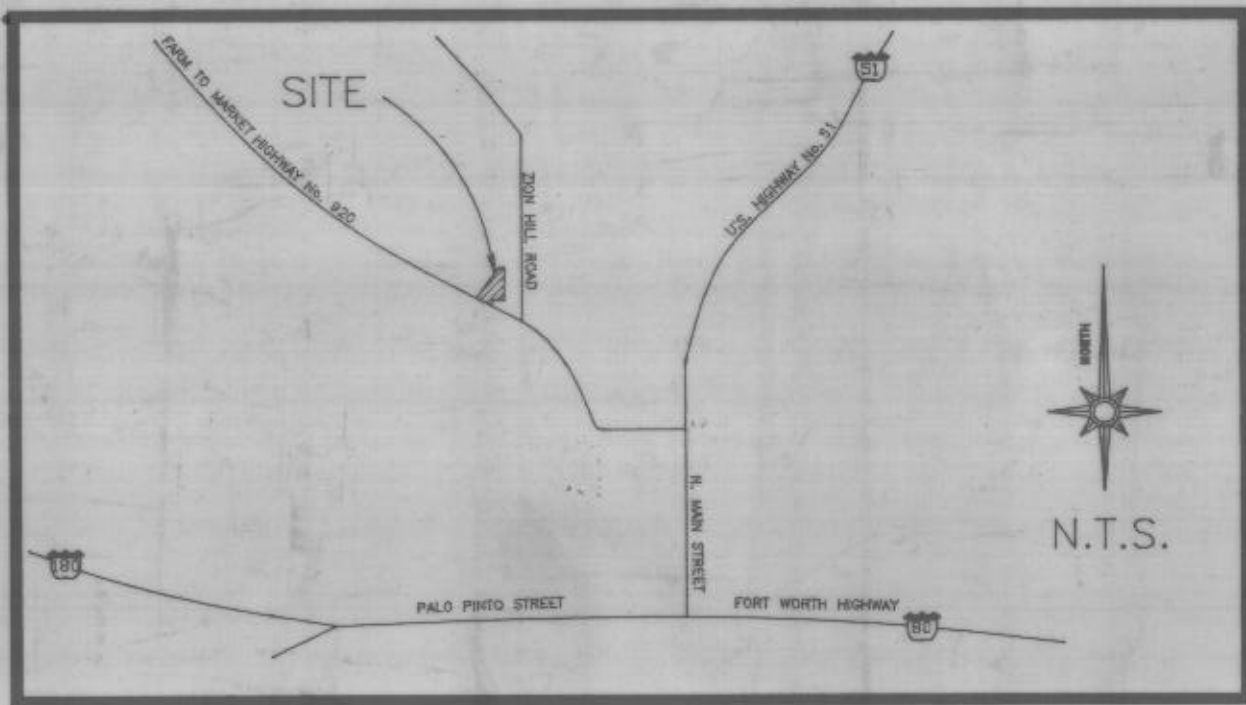 FARM TO MARKET HIGHWAY No. 920
SITE
ZION HILL ROAD
51
U.S. HIGHWAY No. 51
NORTH
N.T.S.
N. MAIN STREET
180
PALO PINTO STREET
FORT WORTH HIGHWAY
80